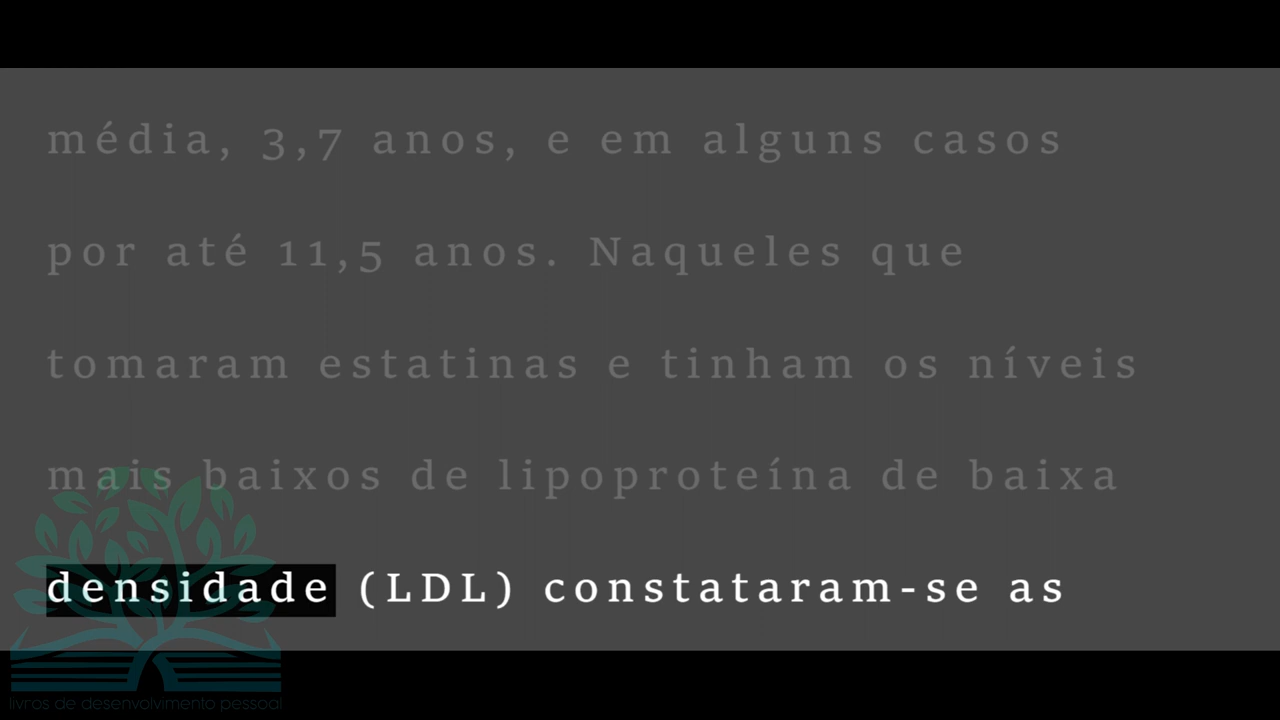 média, 3,7 anos, e em alguns casos
por até 11,5 anos. Naqueles que
tomaram estatinas e tinham os níveis
mais baixos de lipoproteína de baixa
densidade (LDL) constataram-se as
livros de desenvolvimento pessoal